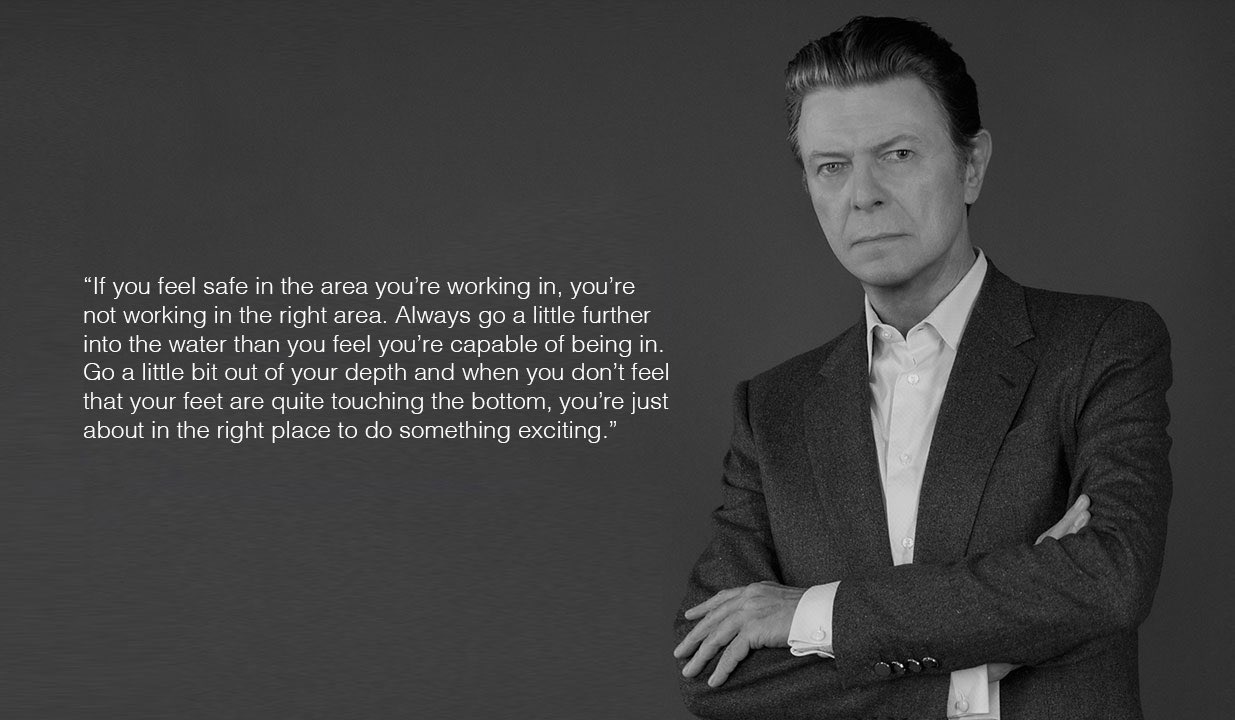 “If you feel safe in the area you’re working in, you’re
not working in the right area. Always go a little further
into the water than you feel you’re capable of being in.
Go a little bit out of your depth and when you don’t feel
that your feet are quite touching the bottom, you’re just
about in the right place to do something exciting.”